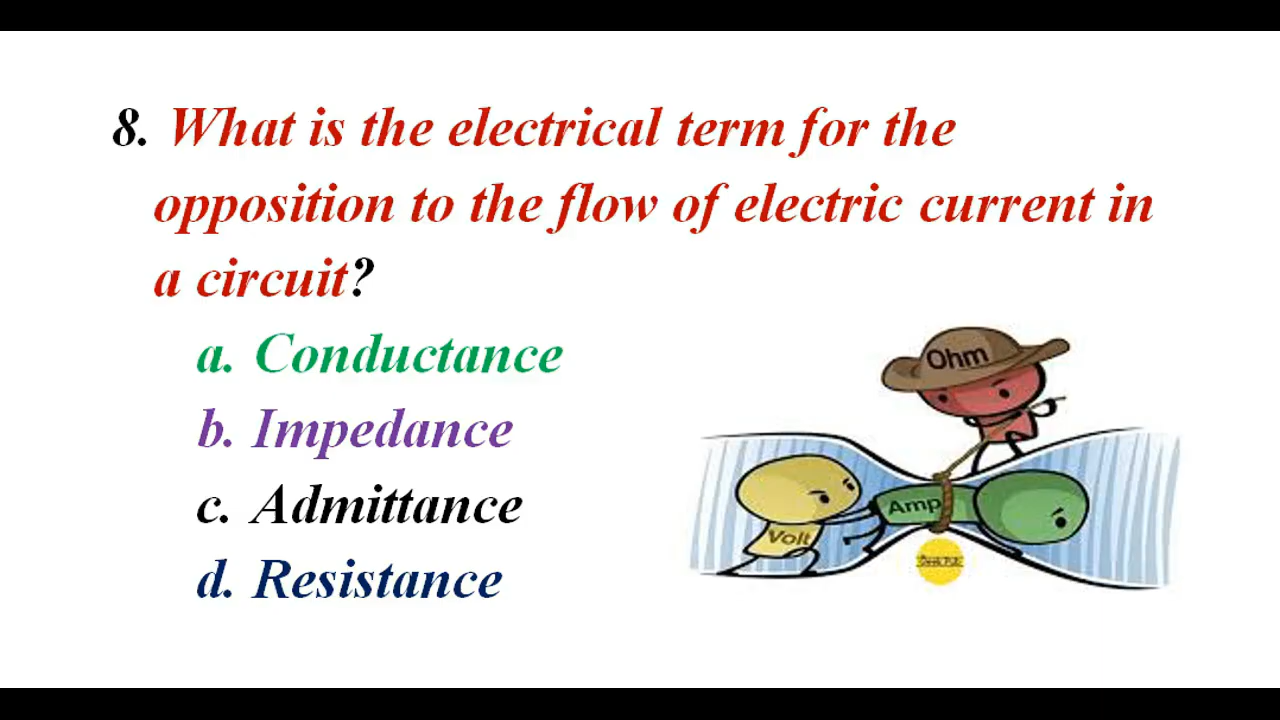 8. What is the electrical term for the
opposition to the flow of electric current in
a circuit?
a. Conductance
b. Impedance
c. Admittance
d. Resistance
Ohm
Amp
Volt